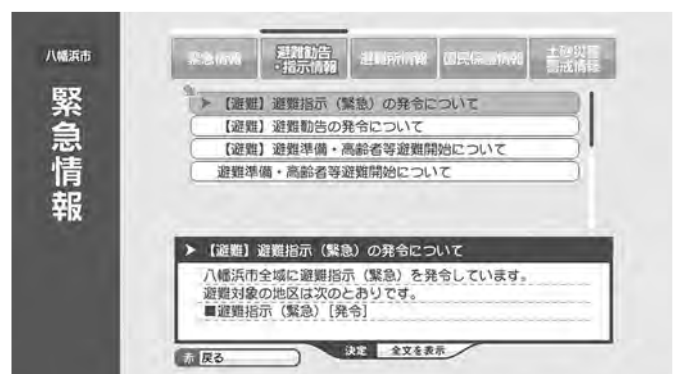 八幡浜市
緊急情報
緊急情報
避難勧告
・指示情報
避難所情報
国民保護情報
土砂災害
警戒情報
➤ 【避難】避難指示（緊急）の発令について
【避難】避難勧告の発令について
【避難】避難準備・高齢者等避難開始について
避難準備・高齢者等避難開始について
➤ 【避難】避難指示（緊急）の発令について
八幡浜市全域に避難指示（緊急）を発令しています。
避難対象の地区は次のとおりです。
■避難指示（緊急）［発令］
決定 全文を表示
赤 戻る